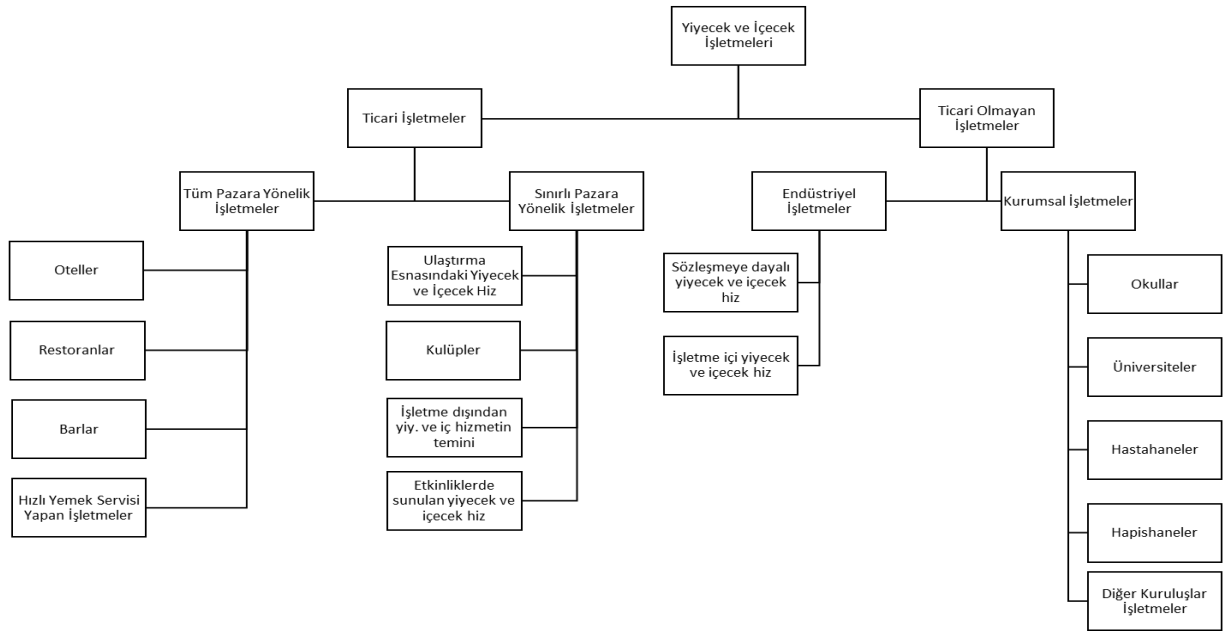 Yiyecek ve İçecek
İşletmeleri
Ticari İşletmeler
Ticari Olmayan
İşletmeler
Tüm Pazara Yönelik
İşletmeler
Sınırlı Pazara
Yönelik İşletmeler
Endüstriyel
İşletmeler
Kurumsal İşletmeler
Oteller
Restoranlar
Barlar
Hızlı Yemek Servisi
Yapan İşletmeler
Ulaştırma
Esnasındaki Yiyecek
ve İçecek Hiz
Kulüpler
İşletme dışından
yiy. ve iç hizmetin
temini
Etkinliklerde
sunulan yiyecek ve
içecek hiz
Sözleşmeye dayalı
yiyecek ve içecek
hiz
İşletme içi yiyecek
ve içecek hiz
Okullar
Üniversiteler
Hastahaneler
Hapishaneler
Diğer Kuruluşlar
İşletmeler